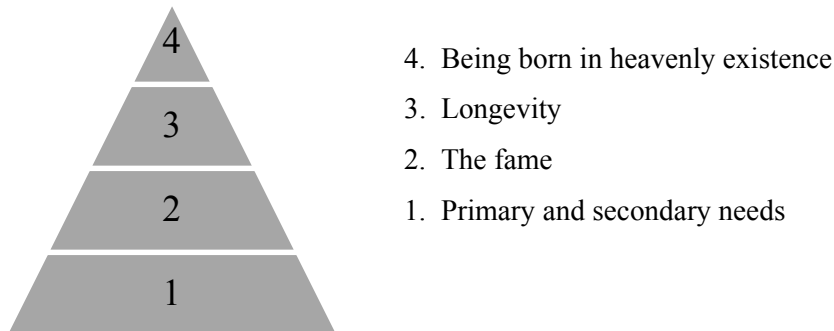 4
3
2
1
4. Being born in heavenly existence
3. Longevity
2. The fame
1. Primary and secondary needs